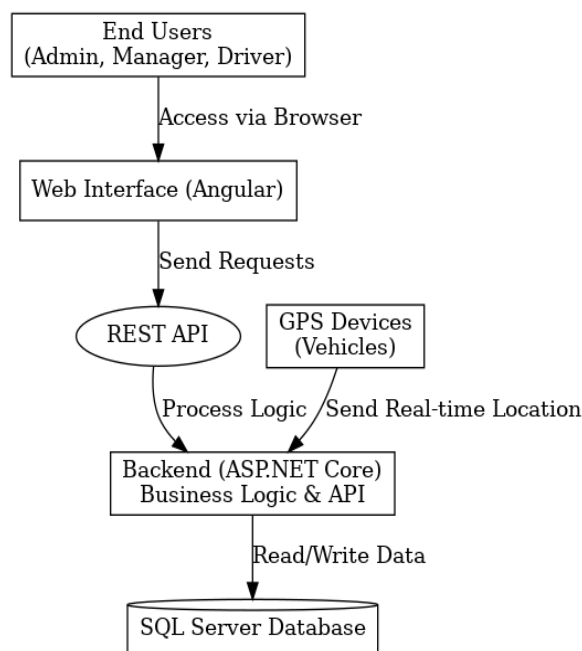 End Users
(Admin, Manager, Driver)
Access via Browser
Web Interface (Angular)
Send Requests
REST API
GPS Devices
(Vehicles)
Process Logic
Send Real-time Location
Backend (ASP.NET Core)
Business Logic & API
Read/Write Data
SQL Server Database